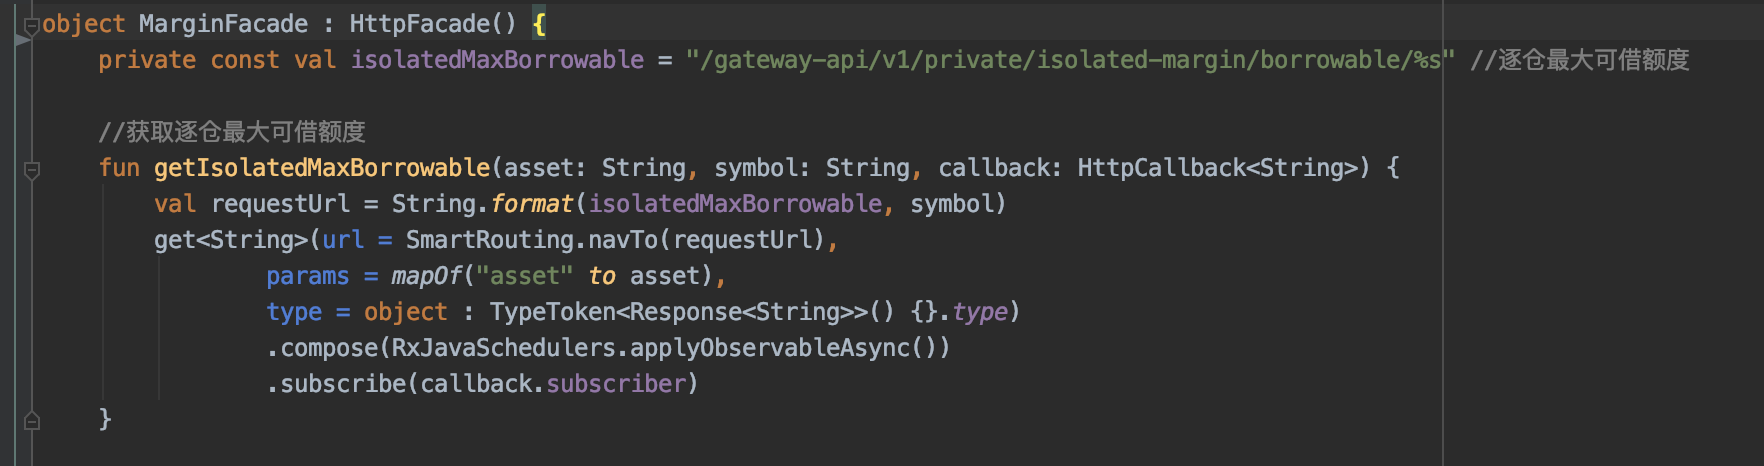 object MarginFacade : HttpFacade() {
private const val isolatedMaxBorrowable = "/gateway-api/v1/private/isolated-margin/borrowable/%s" //逐仓最大可借额度
//获取逐仓最大可借额度
fun getIsolatedMaxBorrowable(asset: String, symbol: String, callback: HttpCallback<String>) {
val requestUrl = String.format(isolatedMaxBorrowable, symbol)
get<String>(url = SmartRouting.navTo(requestUrl),
params = mapOf("asset" to asset),
type = object : TypeToken<Response<String>>() {}.type)
.compose(RxJavaSchedulers.applyObservableAsync())
.subscribe(callback.subscriber)
}